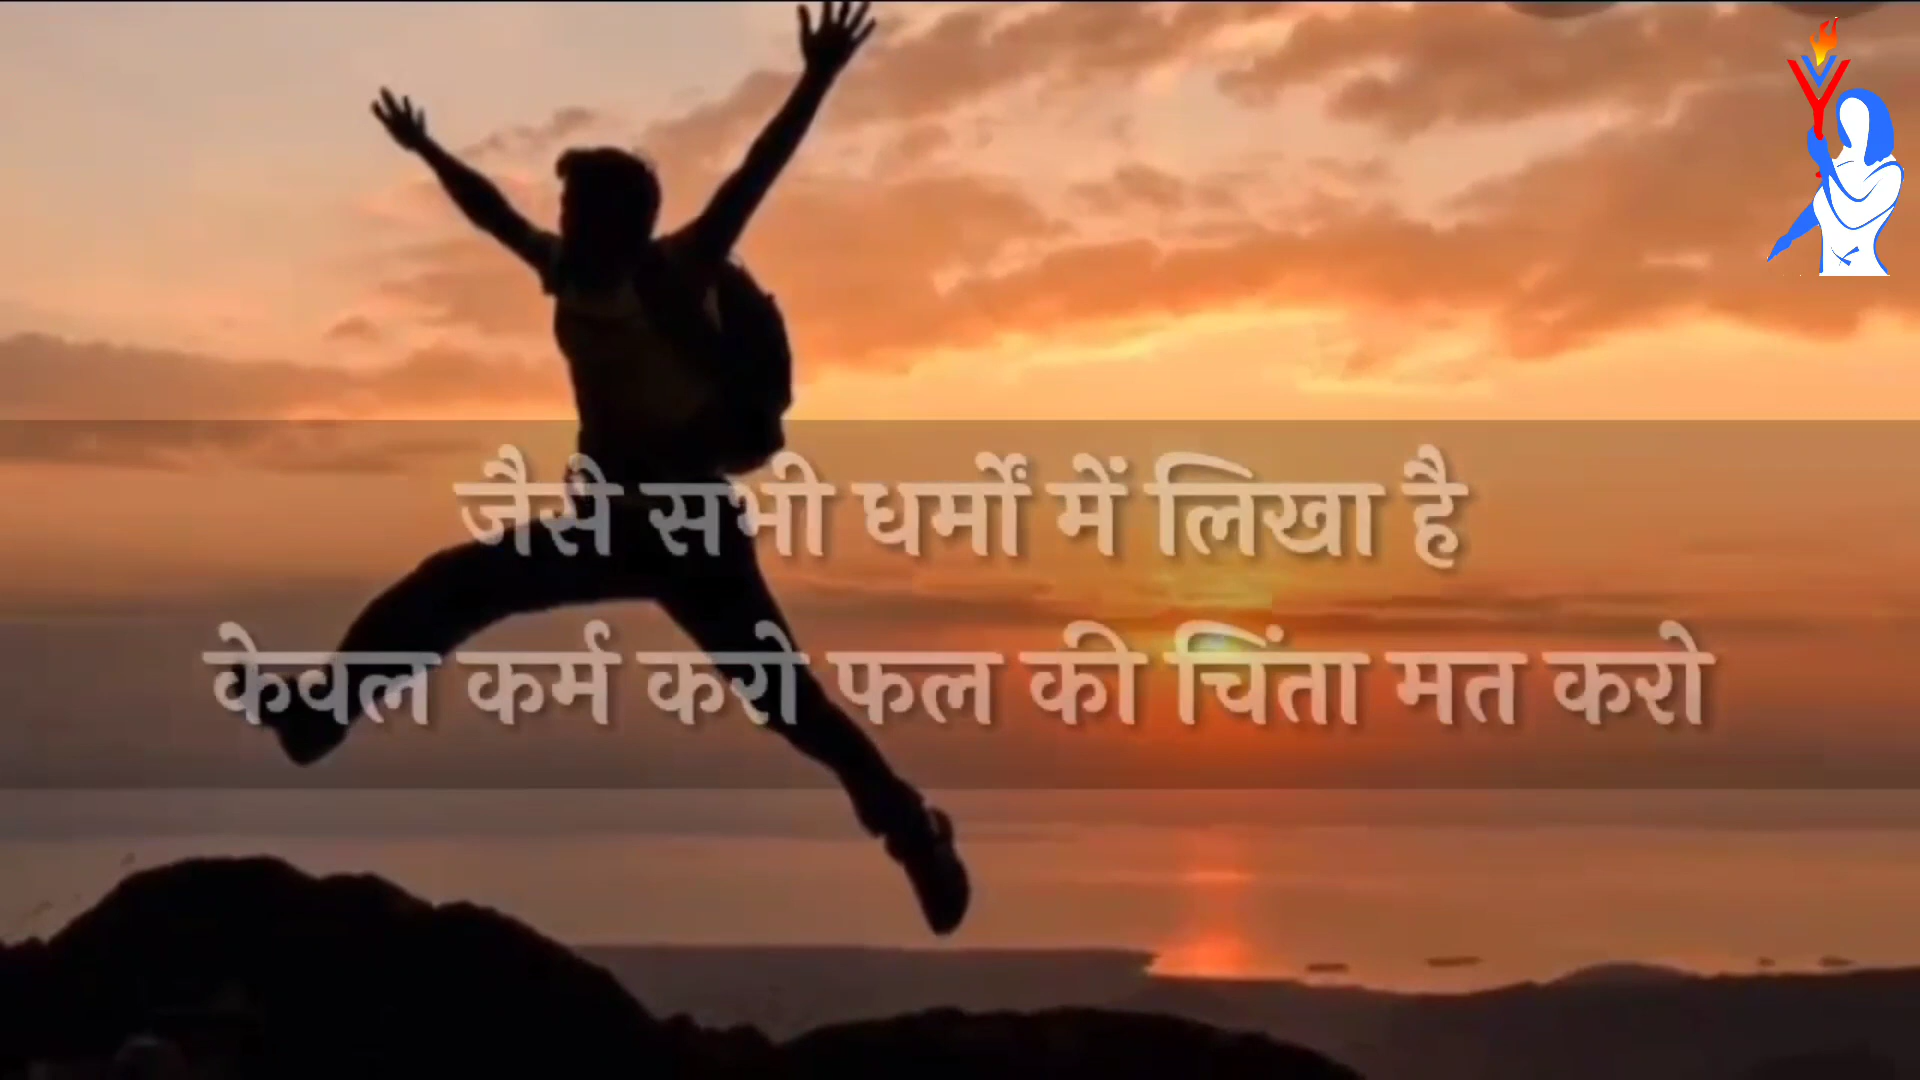 जैसे सभी धर्मों में लिखा है
केवल कर्म करो फल की चिंता मत करो